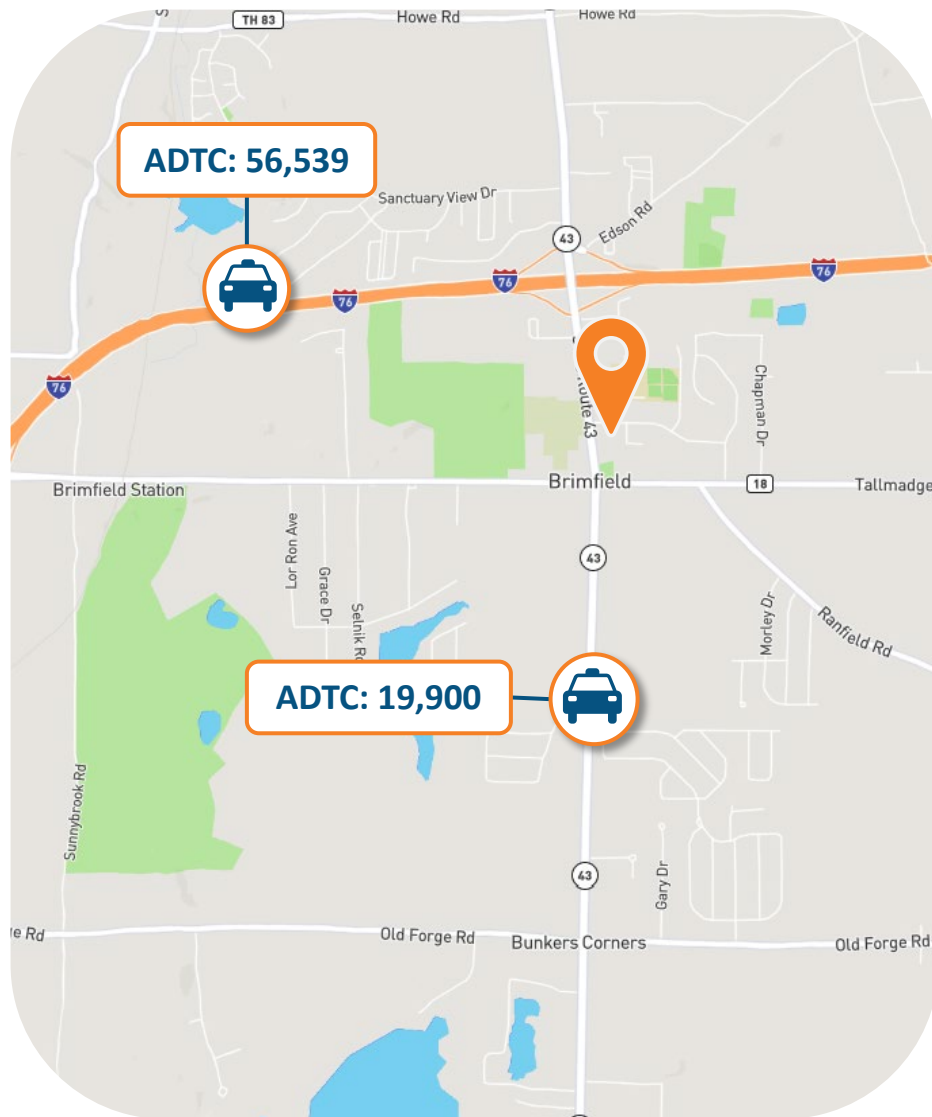 Howe Rd
Howe Rd
TH 83
ADTC: 56,539
Sanctuary View Dr
Edson Rd
43
76
76
76
76
Route 43
Chapman Dr
Brimfield Station
Brimfield
18
Tallmadge
Lor Ron Ave
Grace Dr
Selnik Rd
43
Morley Dr
Ranfield Rd
ADTC: 19,900
Sunnybrook Rd
43
Gary Dr
e Rd
Old Forge Rd
Bunkers Corners
Old Forge Rd